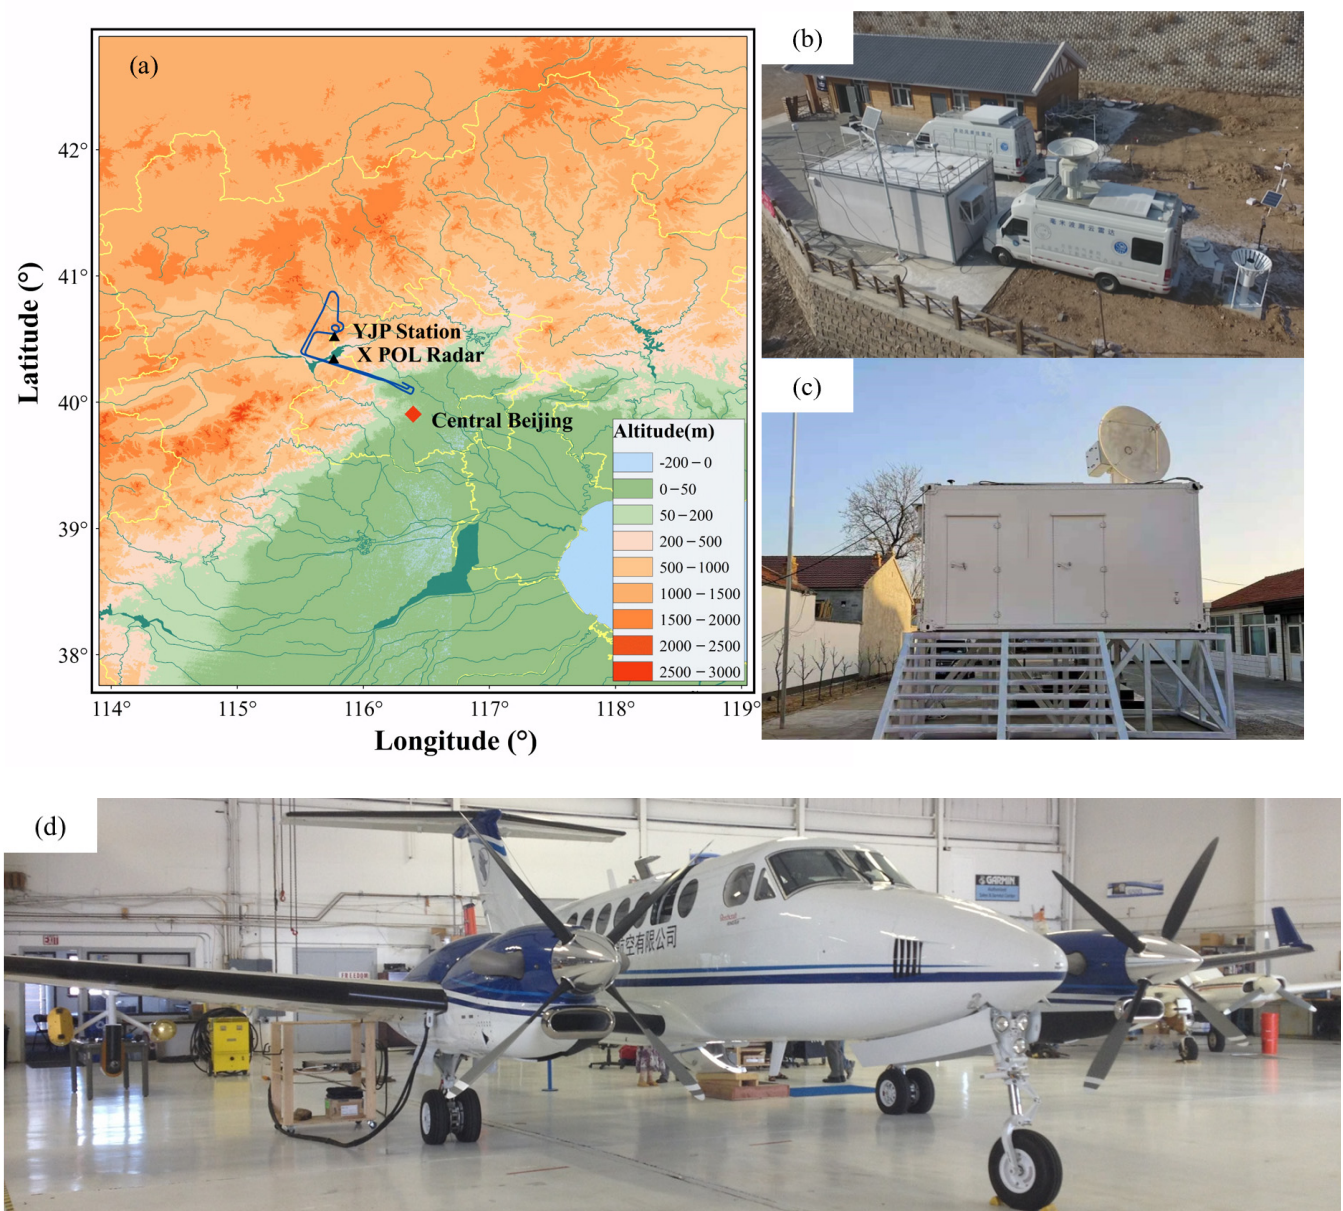 (a)
42°
41°
40°
39°
38°
Latitude (°)
YJP Station
X POL Radar
Central Beijing
Altitude(m)
-200－0
0－50
50－200
200－500
500－1000
1000－1500
1500－2000
2000－2500
2500－3000
114°
115°
116°
117°
118°
119°
Longitude (°)
(b)
(c)
(d)
GARMIN
航空有限公司
FREEDOM